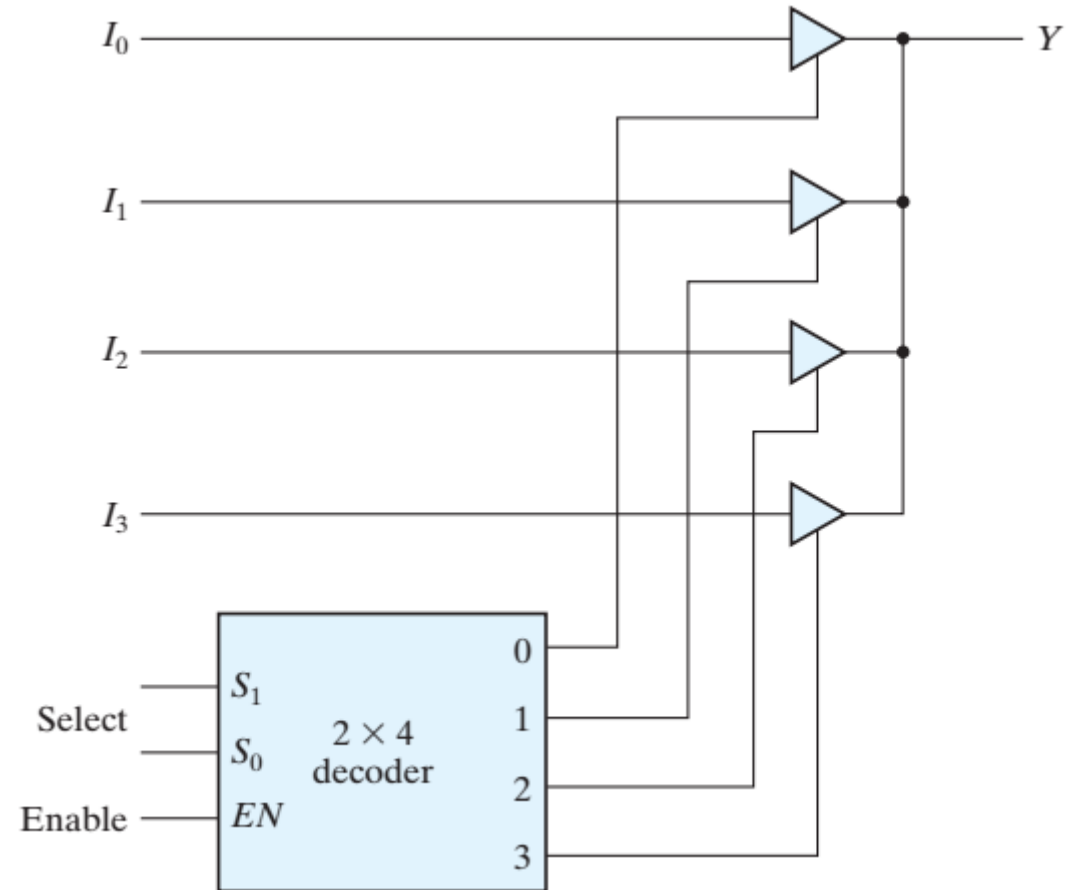 I₀
Y
I₁
I₂
I₃
0
S₁
1
Select
2 × 4
S₀
decoder
2
Enable
EN
3